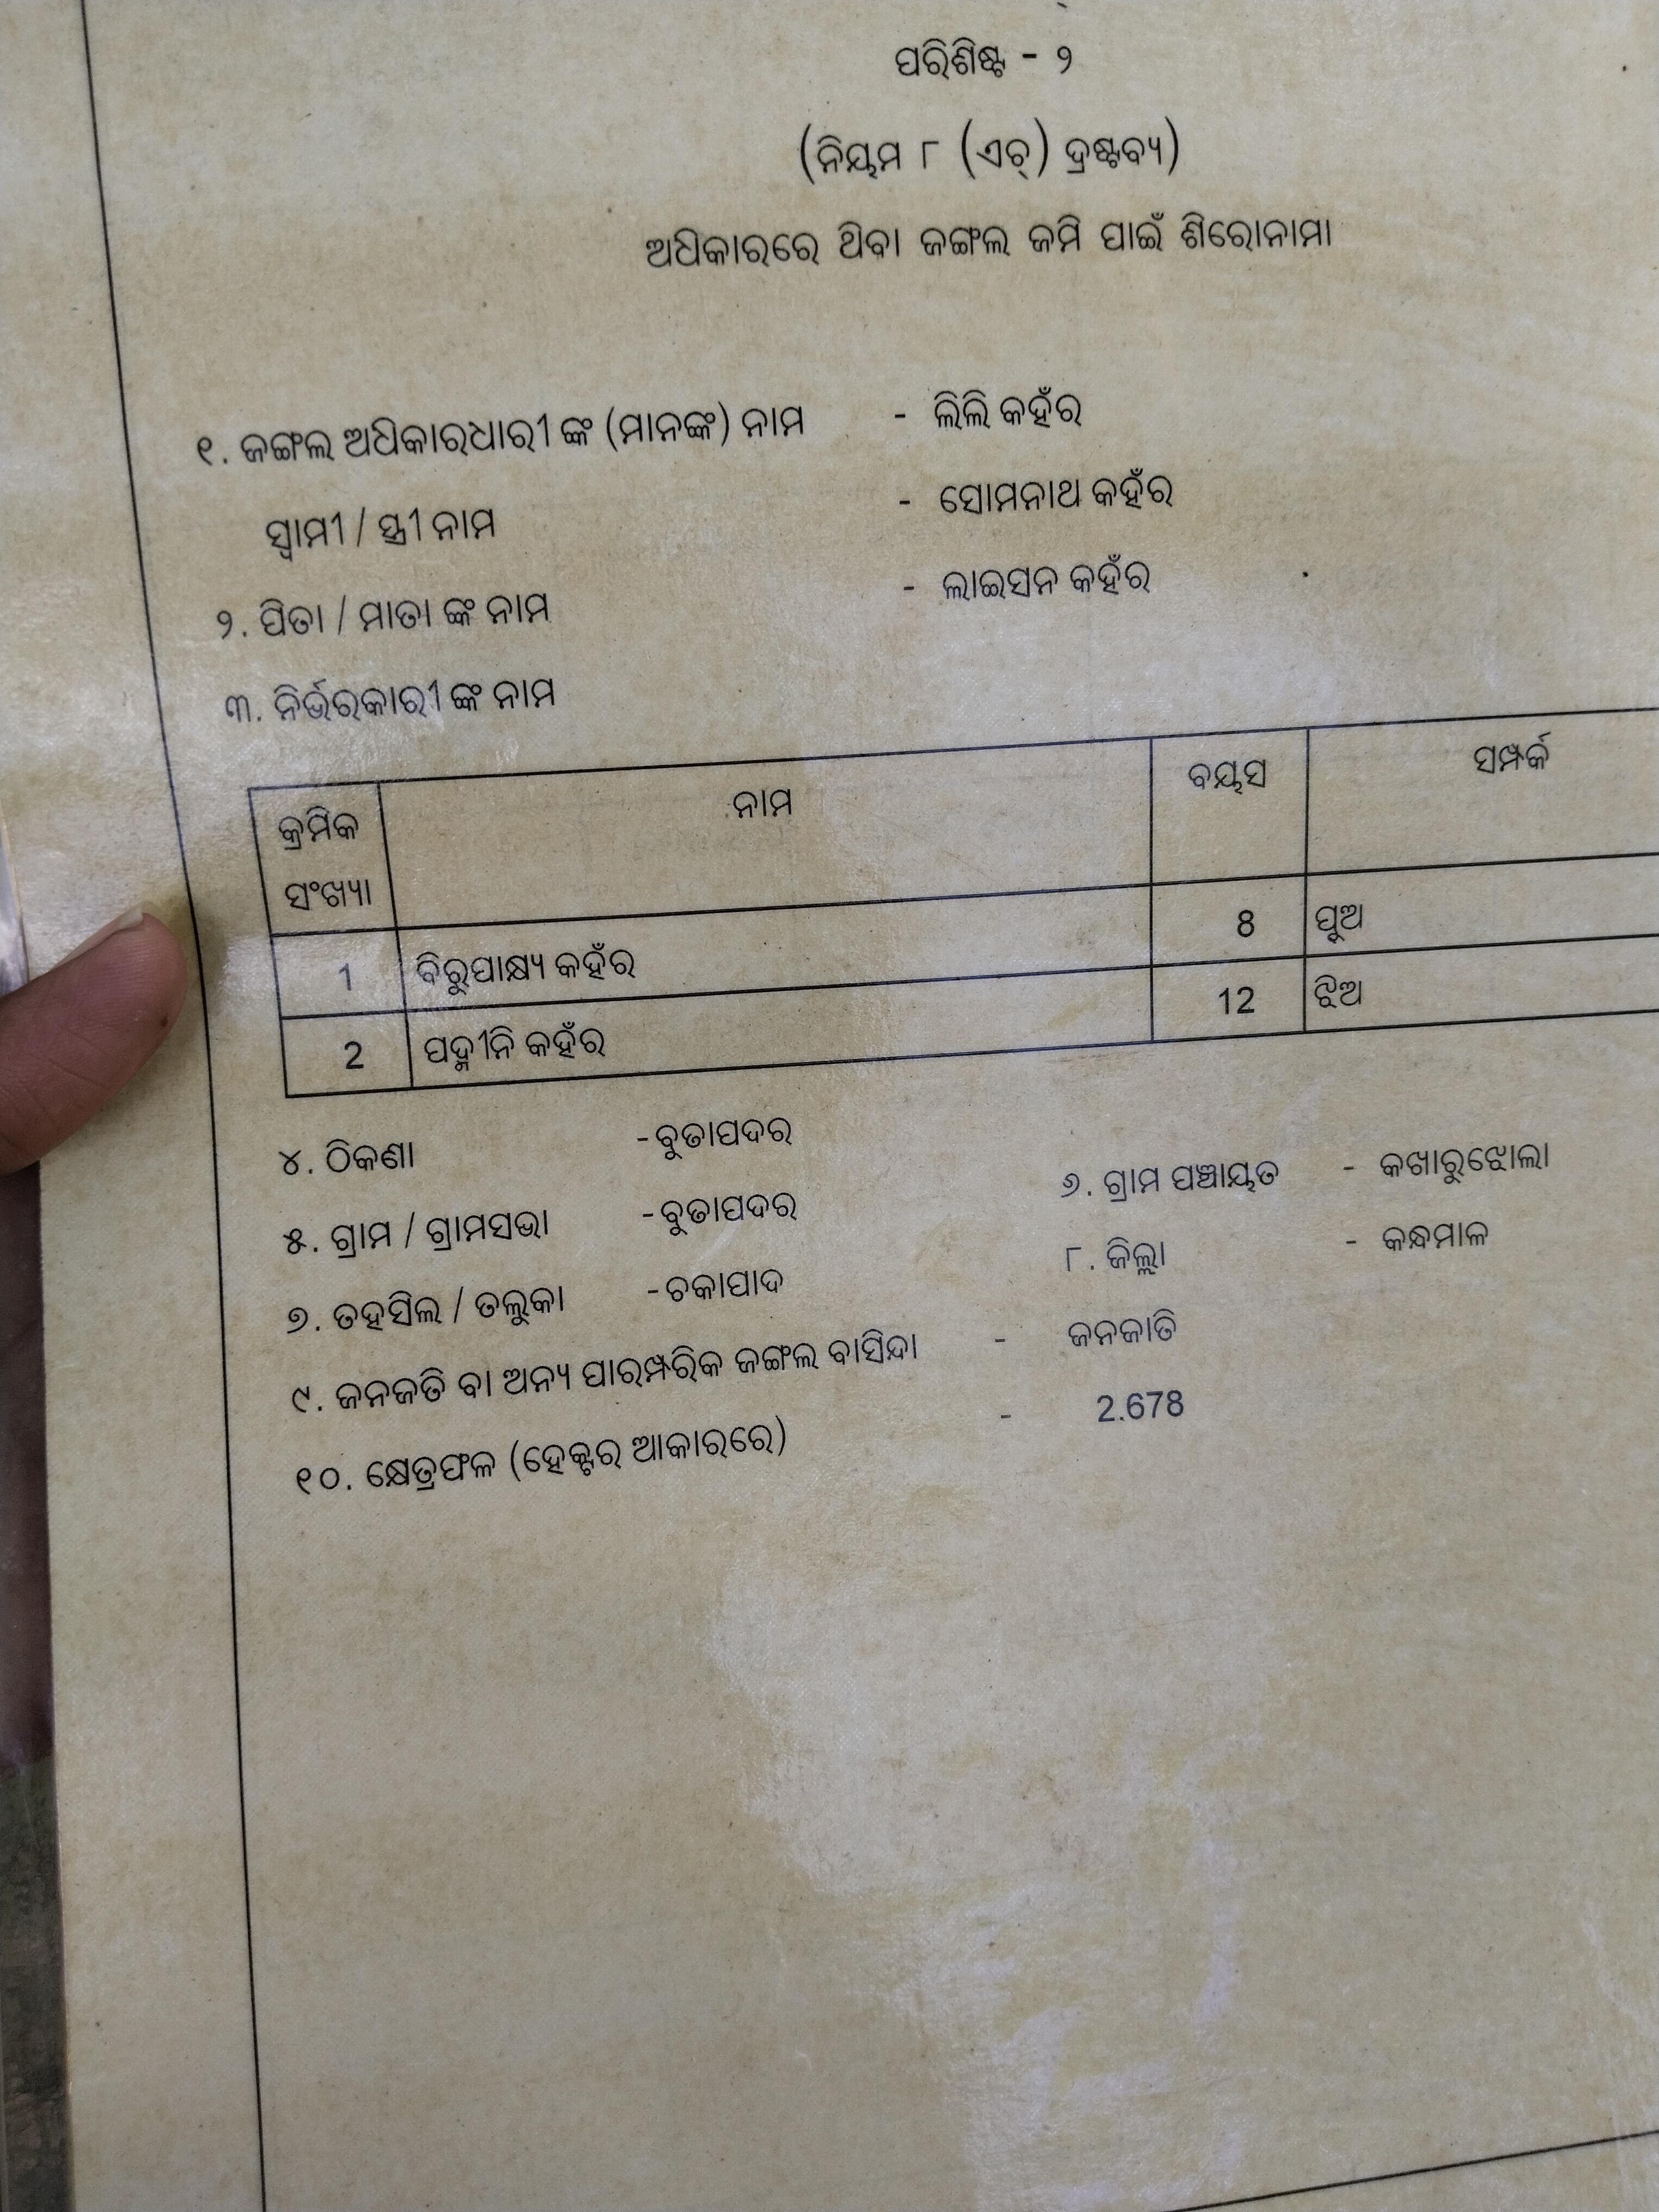 ପରିଶିଷ୍ଟ - ୨
(ନିୟମ ୮ (ଏଚ୍) ଦ୍ରଷ୍ଟବ୍ୟ)
ଅଧିକାରରେ ଥିବା ଜଙ୍ଗଲ ଜମି ପାଇଁ ଶିରୋନାମା
୧. ଜଙ୍ଗଲ ଅଧିକାରଧାରୀ ଙ୍କ (ମାନଙ୍କ) ନାମ - ଲିଲି କହଁର
ସ୍ୱାମୀ / ସ୍ତ୍ରୀ ନାମ - ସୋମନାଥ କହଁର
୨. ପିତା / ମାତା ଙ୍କ ନାମ - ଲାଇସନ କହଁର
୩. ନିର୍ଭରକାରୀ ଙ୍କ ନାମ
କ୍ରମିକ ସଂଖ୍ୟା ନାମ ବୟସ ସମ୍ପର୍କ
1 ବିରୁପାକ୍ଷ୍ୟ କହଁର 8 ପୁଅ
2 ପଦ୍ମୀନି କହଁର 12 ଝିଅ
୪. ଠିକଣା - ବୁତାପଦର
୫. ଗ୍ରାମ / ଗ୍ରାମସଭା - ବୁତାପଦର ୬. ଗ୍ରାମ ପଞ୍ଚାୟତ - କଖାରୁଝୋଲା
୭. ତହସିଲ / ତଲୁକା - ଚକାପାଦ ୮. ଜିଲ୍ଲା - କନ୍ଧମାଳ
୯. ଜନଜତି ବା ଅନ୍ୟ ପାରମ୍ପରିକ ଜଙ୍ଗଲ ବାସିନ୍ଦା - ଜନଜାତି
୧୦. କ୍ଷେତ୍ରଫଳ (ହେକ୍ଟର ଆକାରରେ) - 2.678